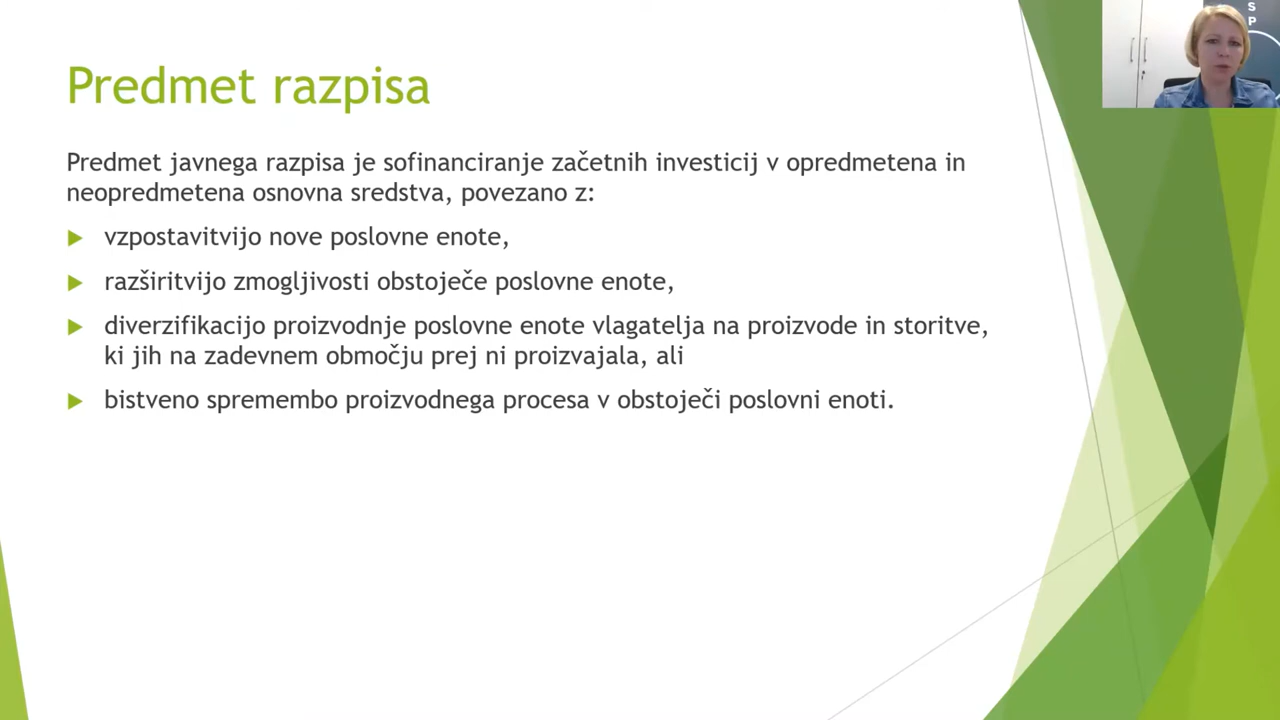 Predmet razpisa
Predmet javnega razpisa je sofinanciranje začetnih investicij v opredmetena in
neopredmetena osnovna sredstva, povezano z:
vzpostavitvijo nove poslovne enote,
razširitvijo zmogljivosti obstoječe poslovne enote,
diverzifikacijo proizvodnje poslovne enote vlagatelja na proizvode in storitve,
ki jih na zadevnem območju prej ni proizvajala, ali
bistveno spremembo proizvodnega procesa v obstoječi poslovni enoti.
S
P